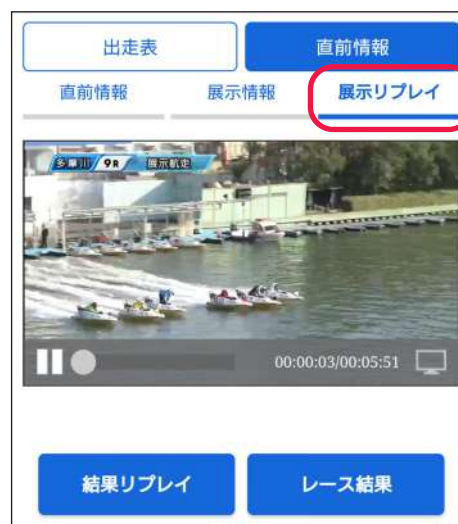 出走表
直前情報
直前情報
展示情報
展示リプレイ
多摩川 9R 展示航走
00:00:03/00:05:51
結果リプレイ
レース結果